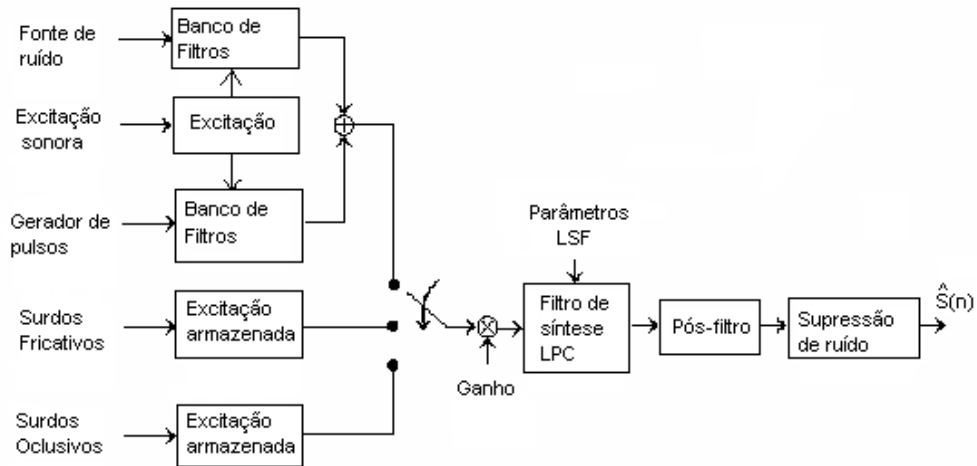 Fonte de
ruído
Banco de
Filtros
Excitação
sonora
Excitação
Gerador de
pulsos
Banco de
Filtros
Surdos
Fricativos
Excitação
armazenada
Surdos
Oclusivos
Excitação
armazenada
Ganho
Parâmetros
LSF
Filtro de
síntese
LPC
Pós-filtro
Supressão
de ruído
Ŝ(n)